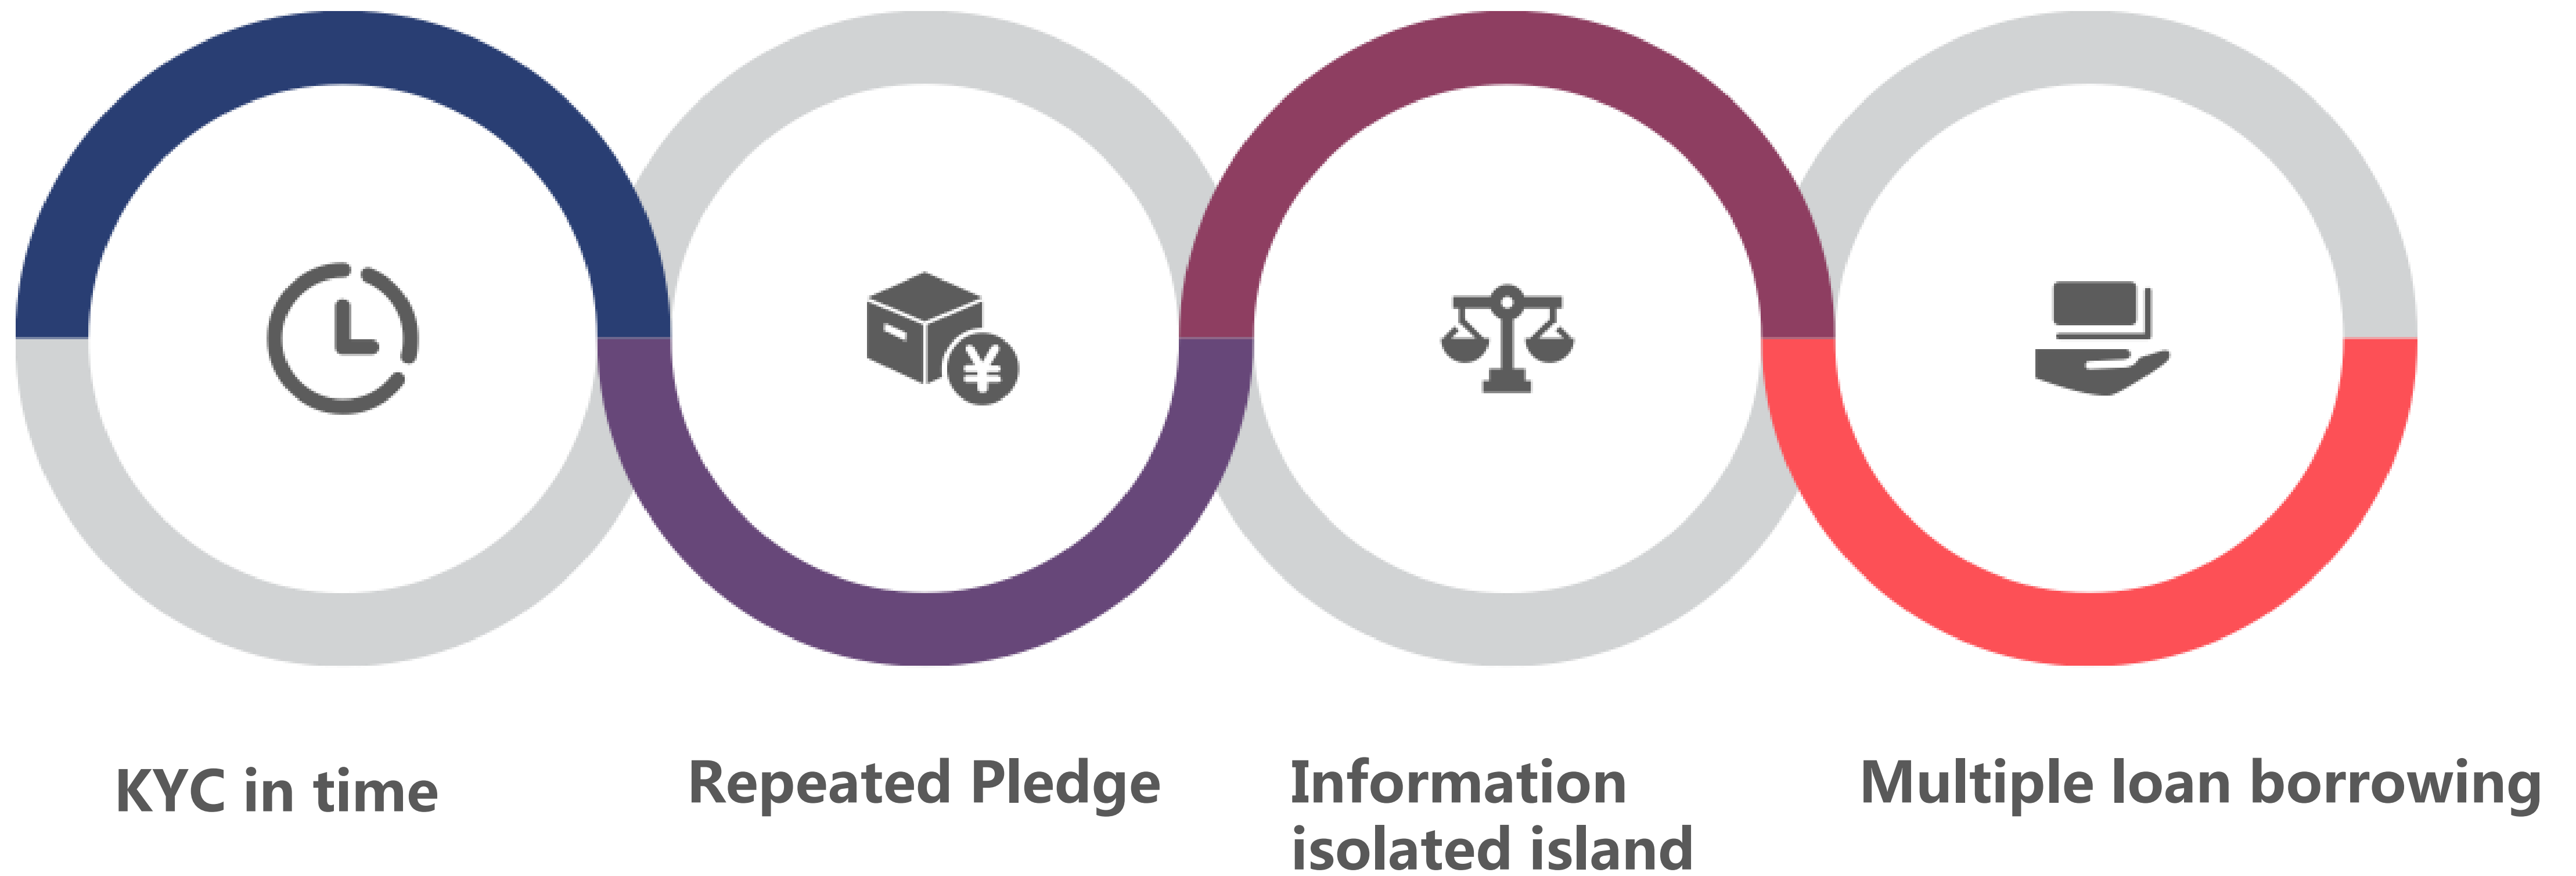 KYC in time
Repeated Pledge
Information
isolated island
Multiple loan borrowing
¥